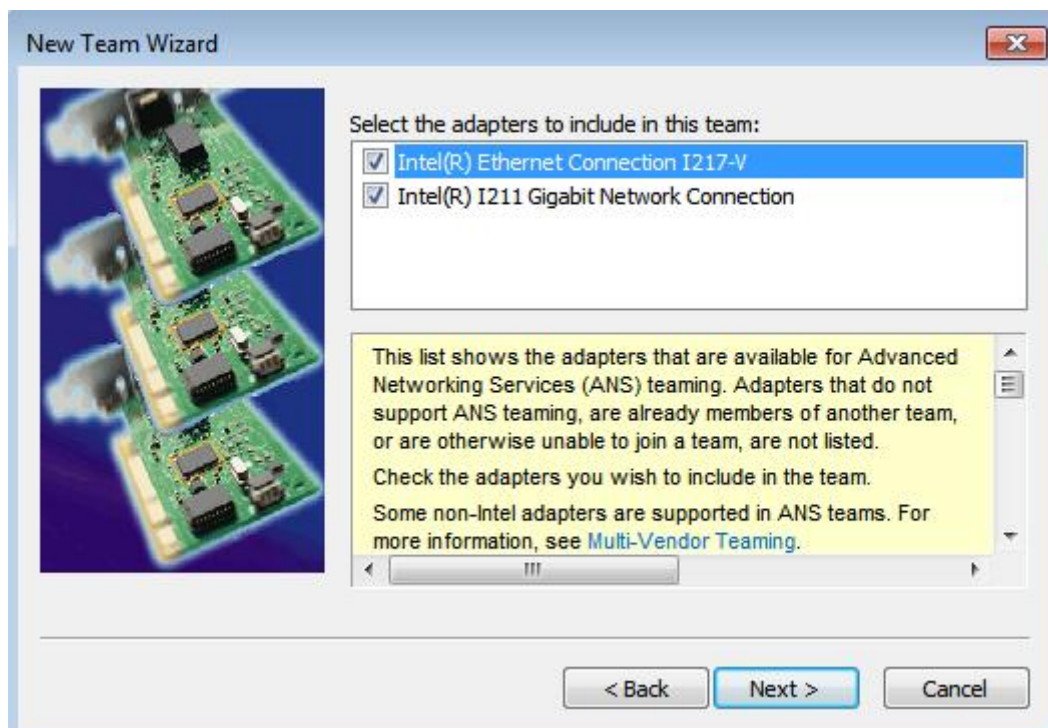 New Team Wizard
Select the adapters to include in this team:
Intel(R) Ethernet Connection I217-V
Intel(R) I211 Gigabit Network Connection
This list shows the adapters that are available for Advanced
Networking Services (ANS) teaming. Adapters that do not
support ANS teaming, are already members of another team,
or are otherwise unable to join a team, are not listed.
Check the adapters you wish to include in the team.
Some non-Intel adapters are supported in ANS teams. For
more information, see Multi-Vendor Teaming.
< Back
Next >
Cancel